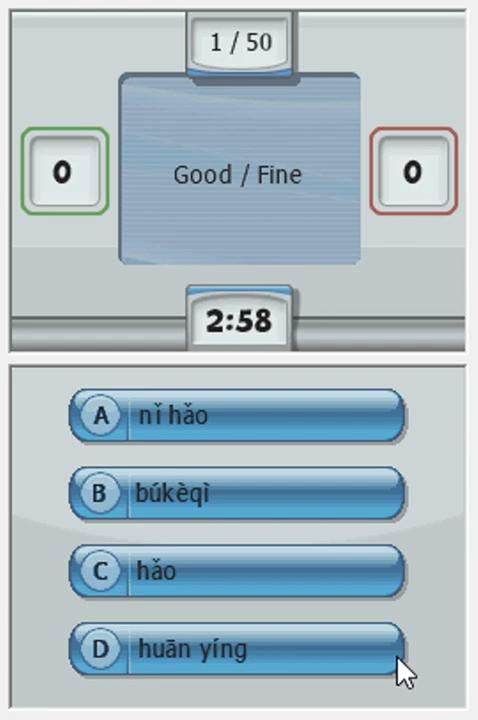 1 / 50
0
Good / Fine
0
2:58
A nǐ hǎo
B búkèqì
C hǎo
D huān yíng